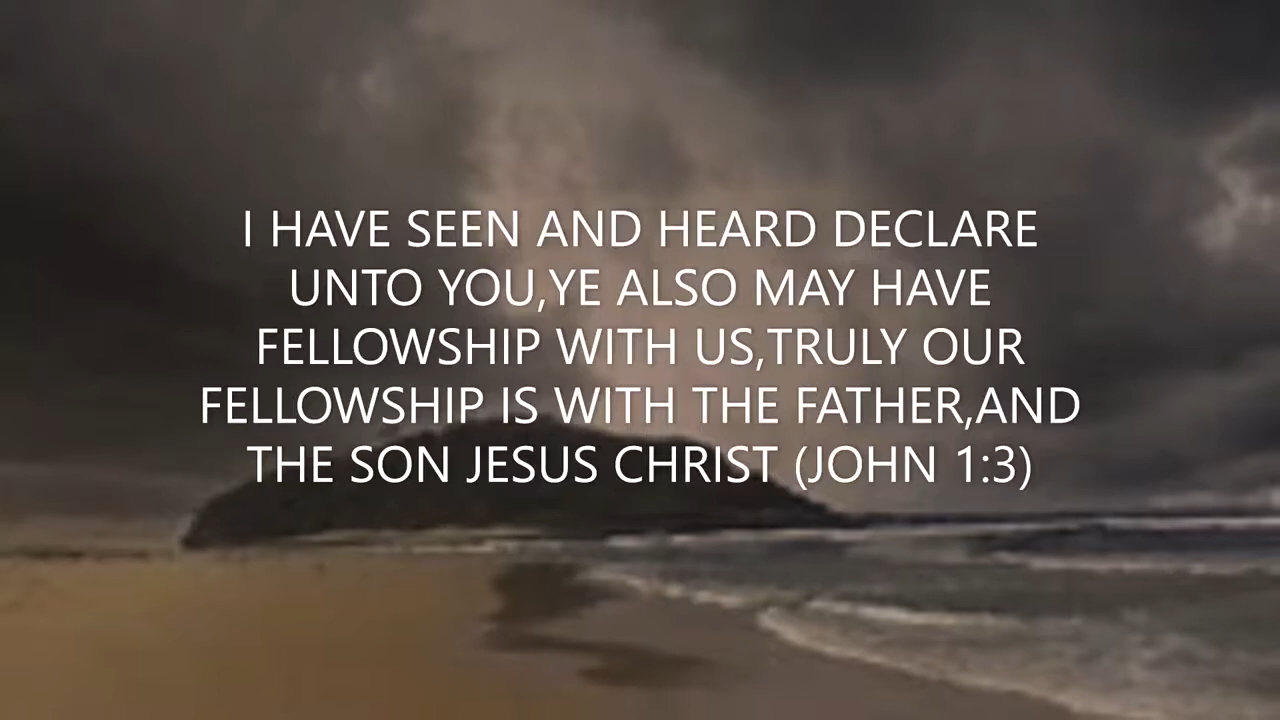 I HAVE SEEN AND HEARD DECLARE
UNTO YOU,YE ALSO MAY HAVE
FELLOWSHIP WITH US,TRULY OUR
FELLOWSHIP IS WITH THE FATHER,AND
THE SON JESUS CHRIST (JOHN 1:3)